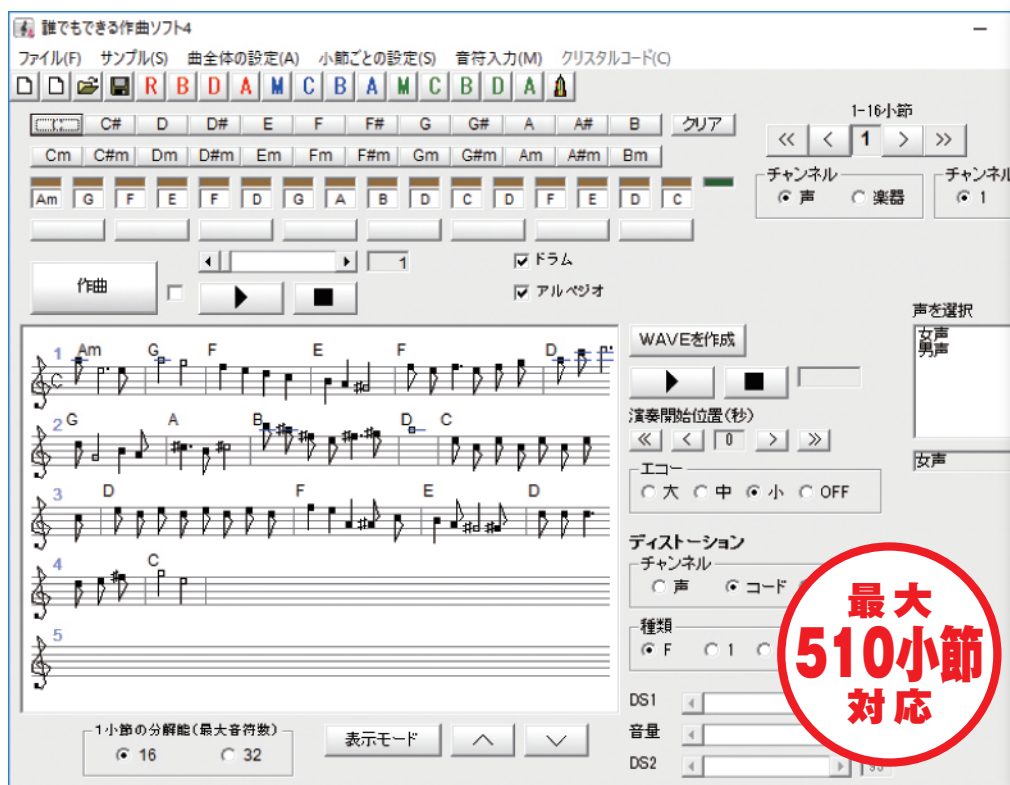 誰でもできる作曲ソフト4
ファイル(F) サンプル(S) 曲全体の設定(A) 小節ごとの設定(S) 音符入力(M) クリスタルコード(C)
R B D A M C B A M C B D A
1-16小節
C C# D D# E F F# G G# A A# B クリア
<< < 1 > >>
Cm C#m Dm D#m Em Fm F#m Gm G#m Am A#m Bm
チャンネル
声 楽器
チャンネル
1
Am G F E F D G A B D C D F E D C
1
ドラム
アルペジオ
作曲
声を選択
女声
男声
女声
1 Am G F E F D
2 G A B D C
3 D F E D
4 C
5
WAVEを作成
演奏開始位置(秒)
<< < 0 > >>
エコー
大 中 小 OFF
ディストーション
チャンネル
声 コード
種類
F 1
DS1
音量
DS2
最大
510小節
対応
1小節の分解能(最大音符数)
16 32
表示モード